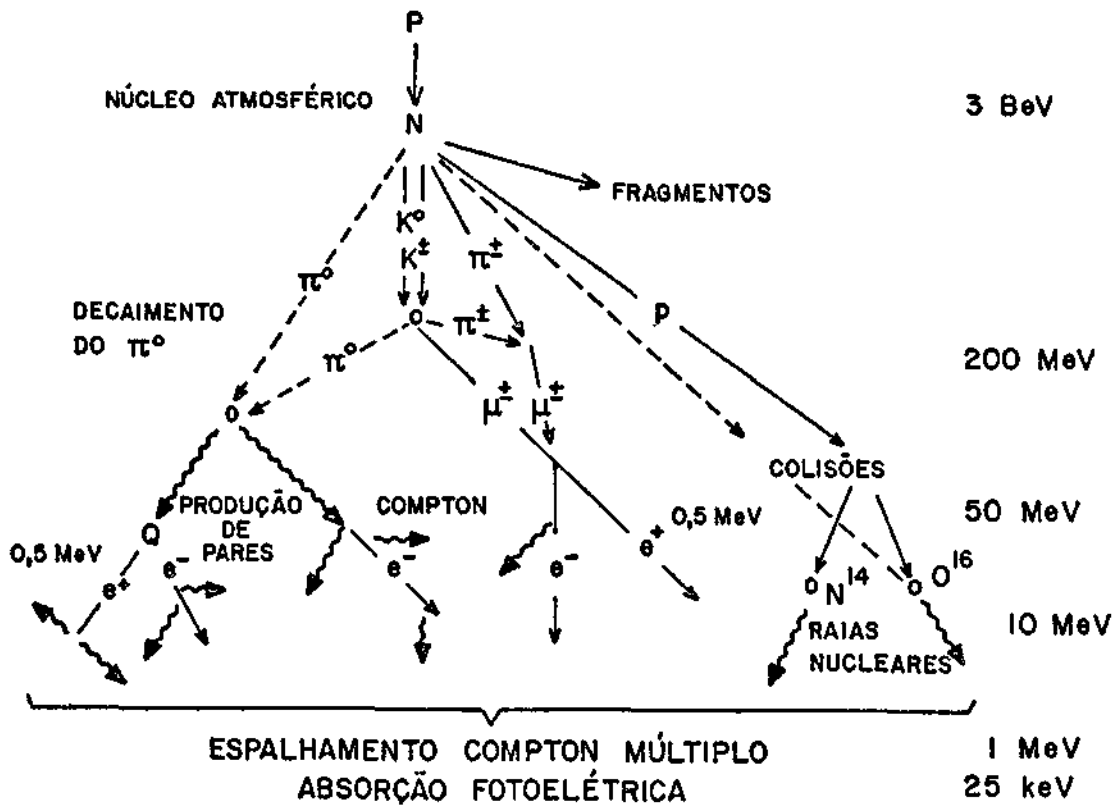 P
NÚCLEO ATMOSFÉRICO
3 BeV
N
FRAGMENTOS
K°
K±
π±
π°
P
DECAIMENTO
DO π°
π±
π°
200 MeV
μ± μ±
COLISÕES
PRODUÇÃO
DE
PARES
COMPTON
50 MeV
Q
0,5 MeV
e⁺
e⁻
e⁻
e⁻
e⁺ 0,5 MeV
N¹⁴
O¹⁶
10 MeV
RAIAS
NUCLEARES
ESPALHAMENTO COMPTON MÚLTIPLO
1 MeV
ABSORÇÃO FOTOELÉTRICA
25 keV